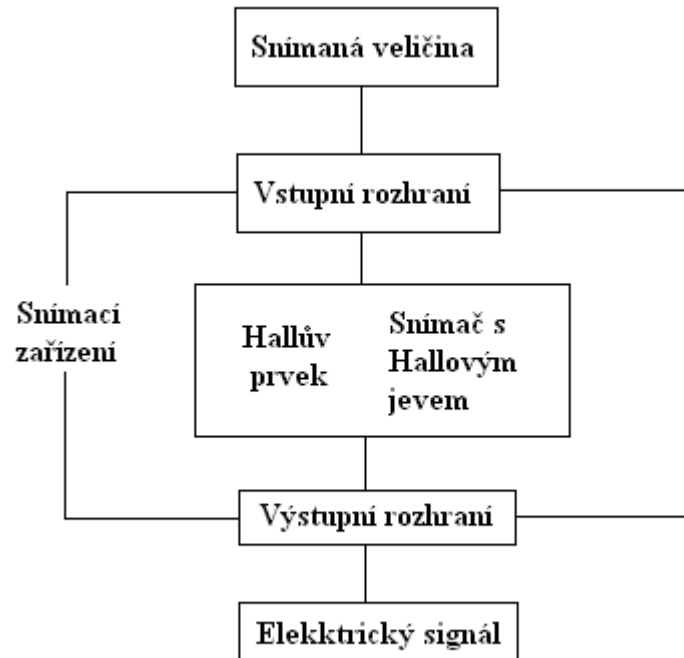 Snímaná veličina
Vstupní rozhraní
Snímací
zařízení
Hallův
prvek
Snímač s
Hallovým
jevem
Výstupní rozhraní
Elekktrický signál